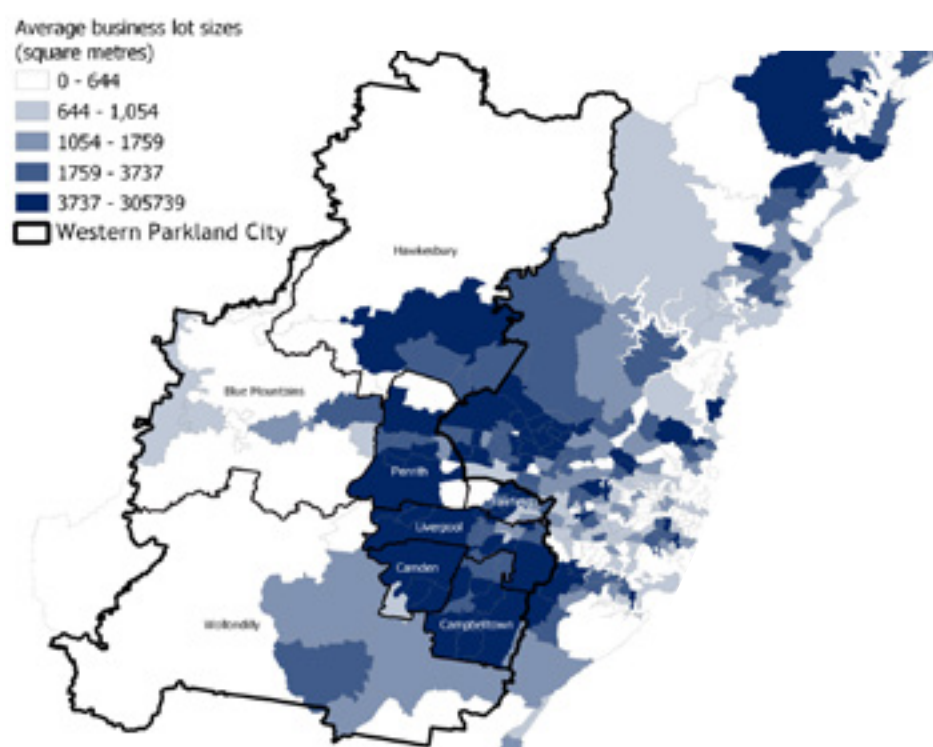 Average business lot sizes
(square metres)
0 - 644
644 - 1,054
1054 - 1759
1759 - 3737
3737 - 305739
Western Parkland City
Hawkesbury
Blue Mountains
Penrith
Fairfield
Liverpool
Camden
Wollondilly
Campbelltown